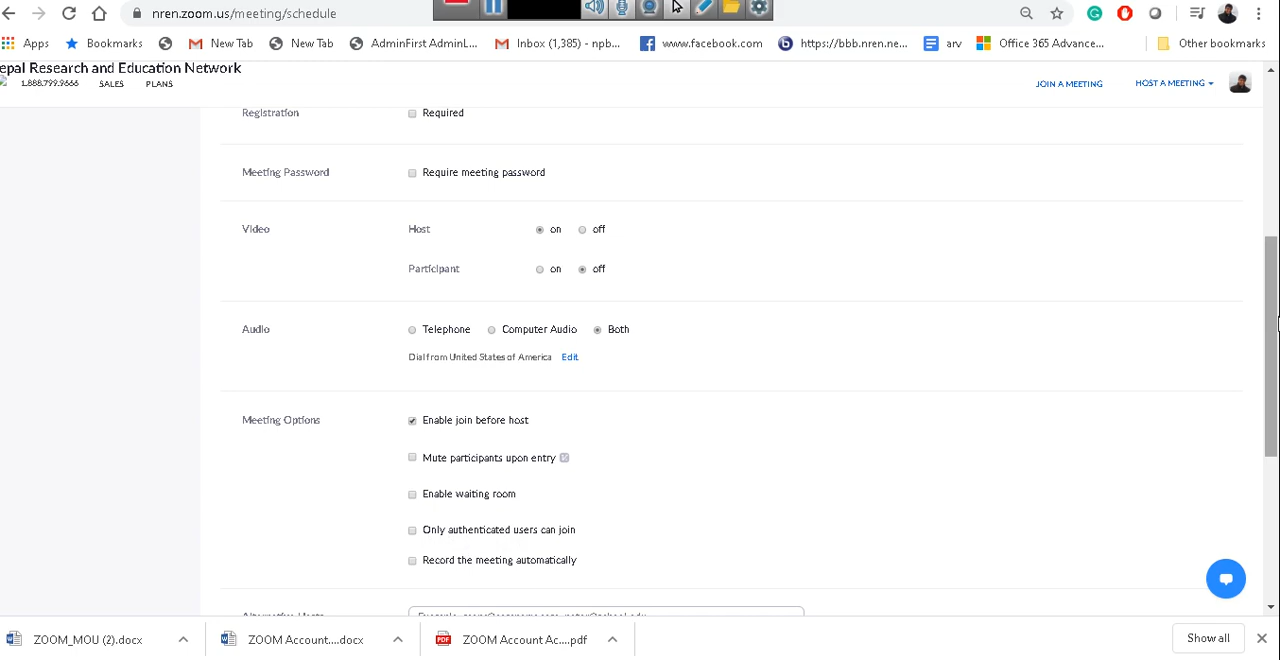 nren.zoom.us/meeting/schedule
Apps Bookmarks New Tab New Tab AdminFirst AdminL... Inbox (1,385) - npb... www.facebook.com https://bbb.nren.ne... arv Office 365 Advance... Other bookmarks
epal Research and Education Network
1.888.799.9666 SALES PLANS JOIN A MEETING HOST A MEETING
Registration Required
Meeting Password Require meeting password
Video Host on off
Participant on off
Audio Telephone Computer Audio Both
Dial from United States of America Edit
Meeting Options Enable join before host
Mute participants upon entry
Enable waiting room
Only authenticated users can join
Record the meeting automatically
ZOOM_MOU (2).docx ZOOM Account....docx PDF ZOOM Account Ac....pdf Show all